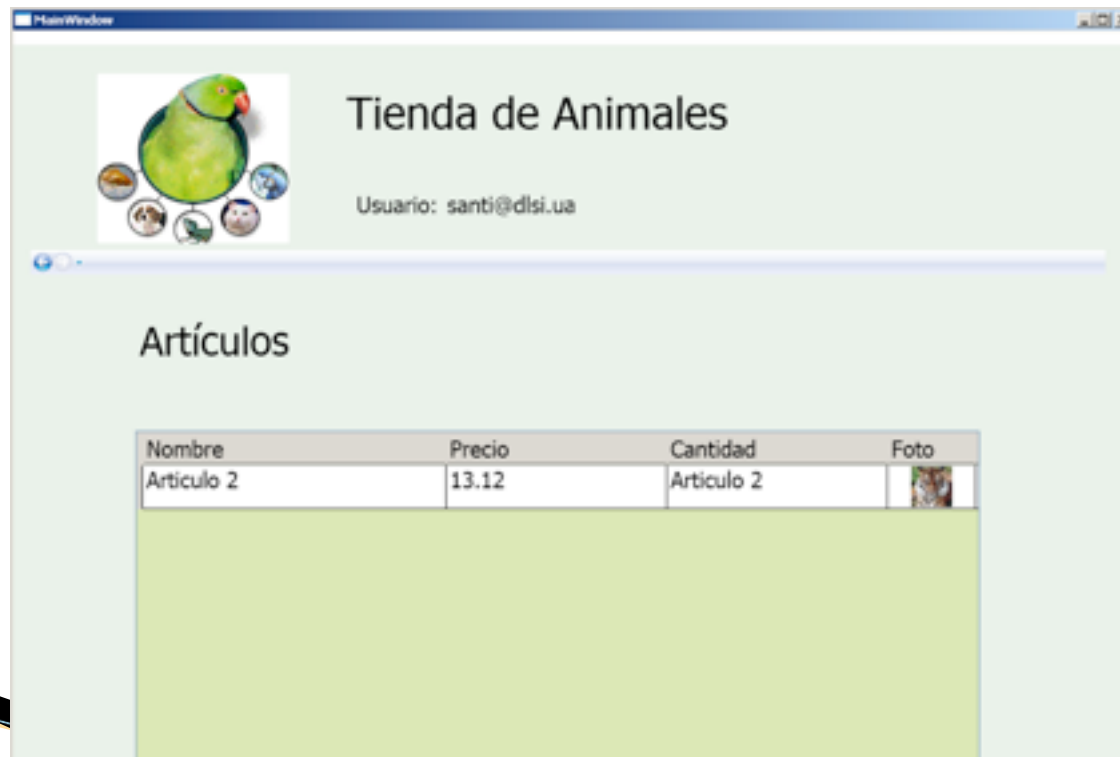 MainWindow
Tienda de Animales
Usuario: santi@dlsi.ua
Artículos
Nombre Precio Cantidad Foto
Articulo 2 13.12 Articulo 2